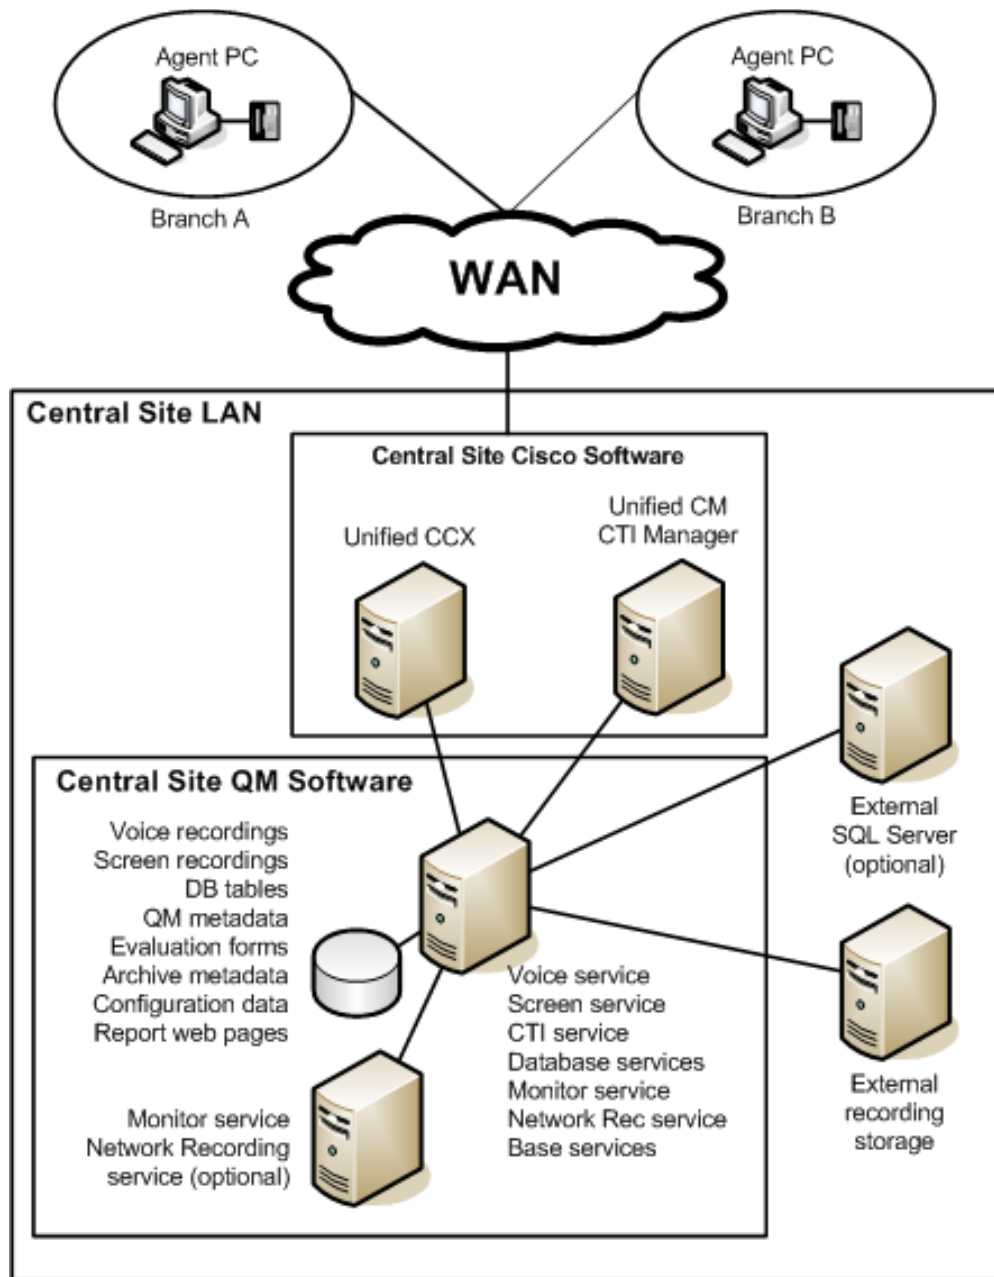 Agent PC
Branch A
Agent PC
Branch B
WAN
Central Site LAN
Central Site Cisco Software
Unified CCX
Unified CM
CTI Manager
External
SQL Server
(optional)
Central Site QM Software
Voice recordings
Screen recordings
DB tables
QM metadata
Evaluation forms
Archive metadata
Configuration data
Report web pages
Voice service
Screen service
CTI service
Database services
Monitor service
Network Rec service
Base services
Monitor service
Network Recording
service (optional)
External
recording
storage